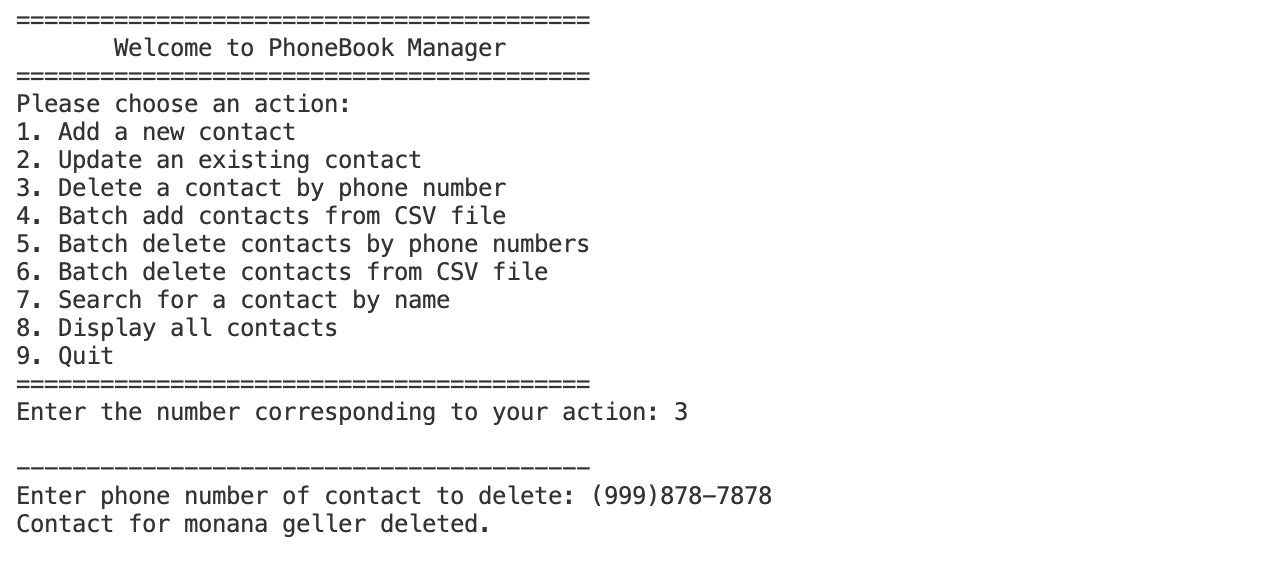 =========================================
       Welcome to PhoneBook Manager
=========================================
Please choose an action:
1. Add a new contact
2. Update an existing contact
3. Delete a contact by phone number
4. Batch add contacts from CSV file
5. Batch delete contacts by phone numbers
6. Batch delete contacts from CSV file
7. Search for a contact by name
8. Display all contacts
9. Quit
=========================================
Enter the number corresponding to your action: 3

-----------------------------------------
Enter phone number of contact to delete: (999)878-7878
Contact for monana geller deleted.